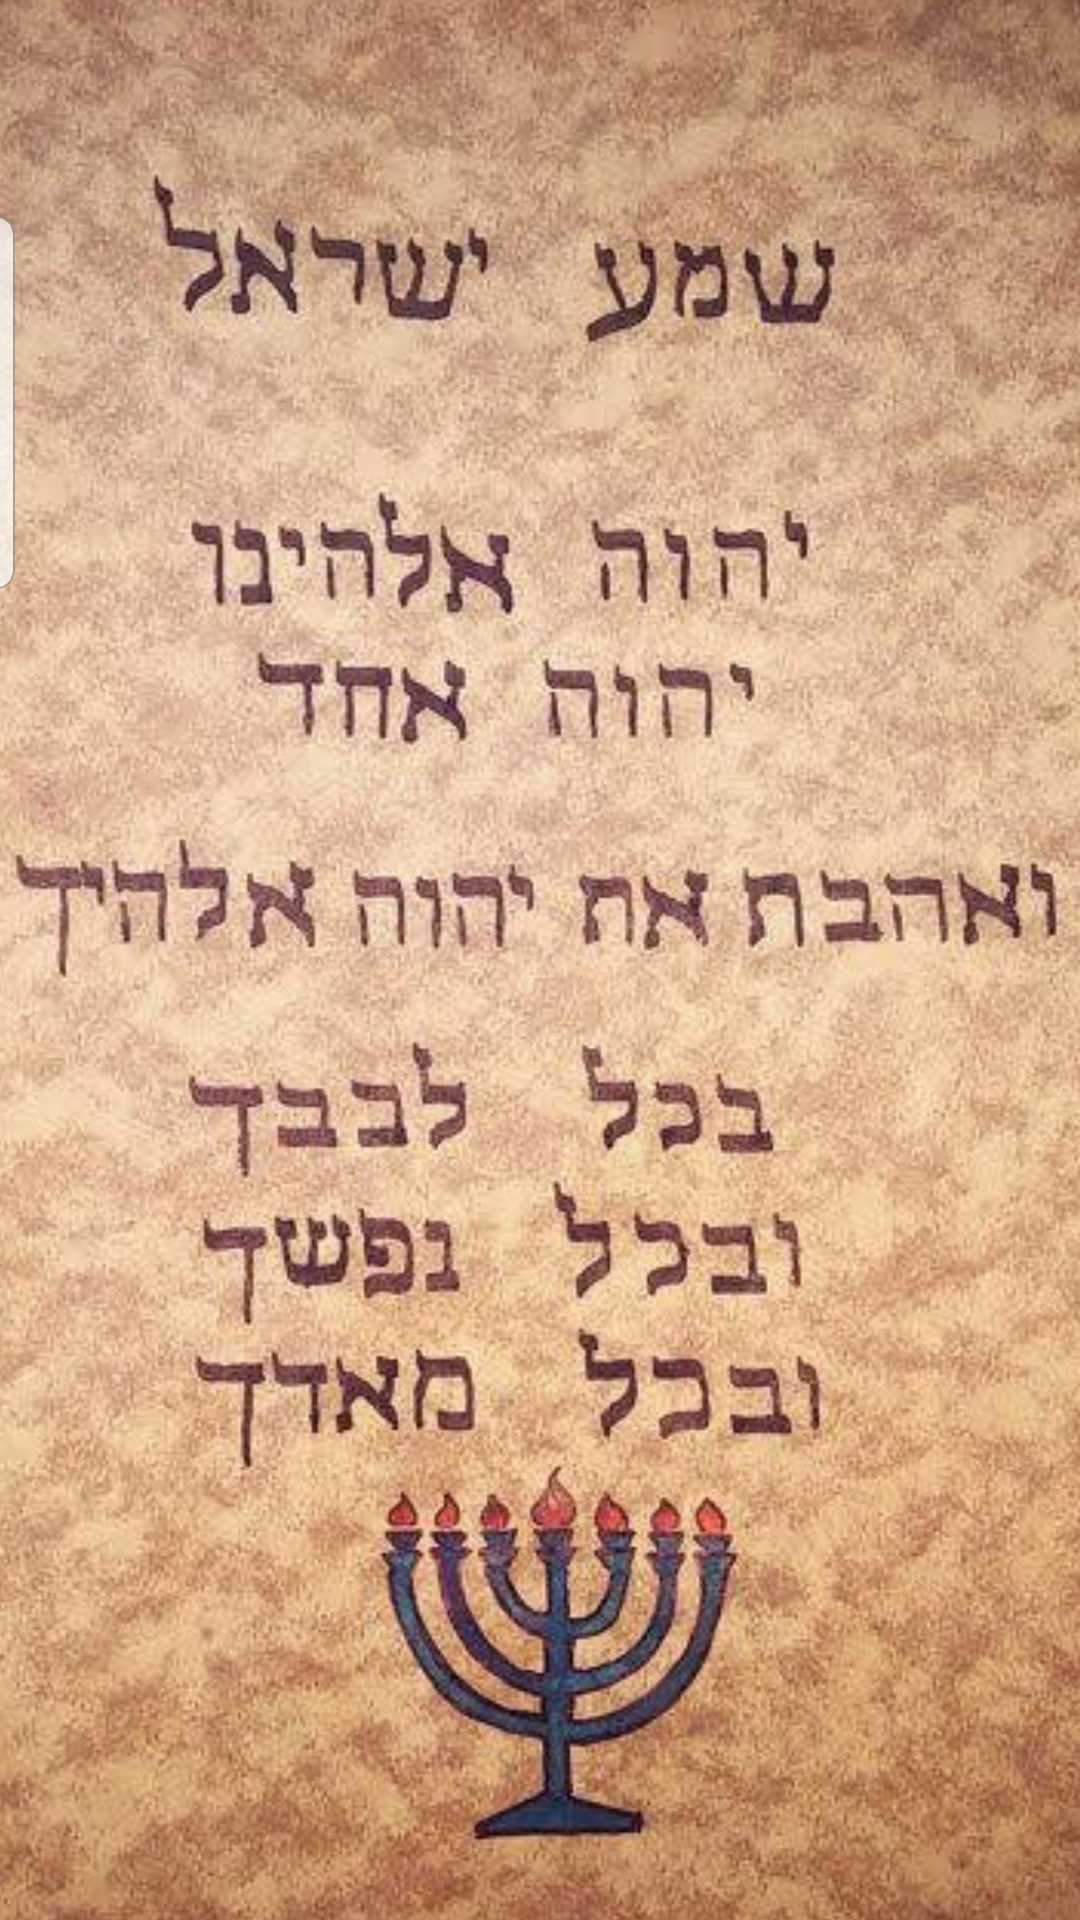 שמע ישראל
יהוה אלהינו
יהוה אחד
ואהבת את יהוה אלהיך
בכל לבבך
ובכל נפשך
ובכל מאדך